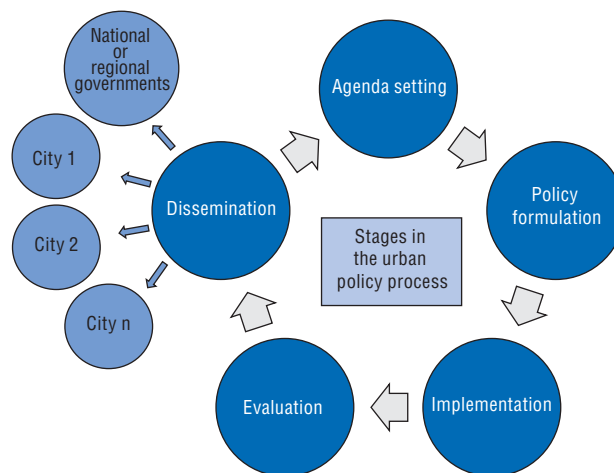 National
or
regional
governments
City 1
City 2
City n
Dissemination
Agenda setting
Policy
formulation
Implementation
Evaluation
Stages in
the urban
policy process